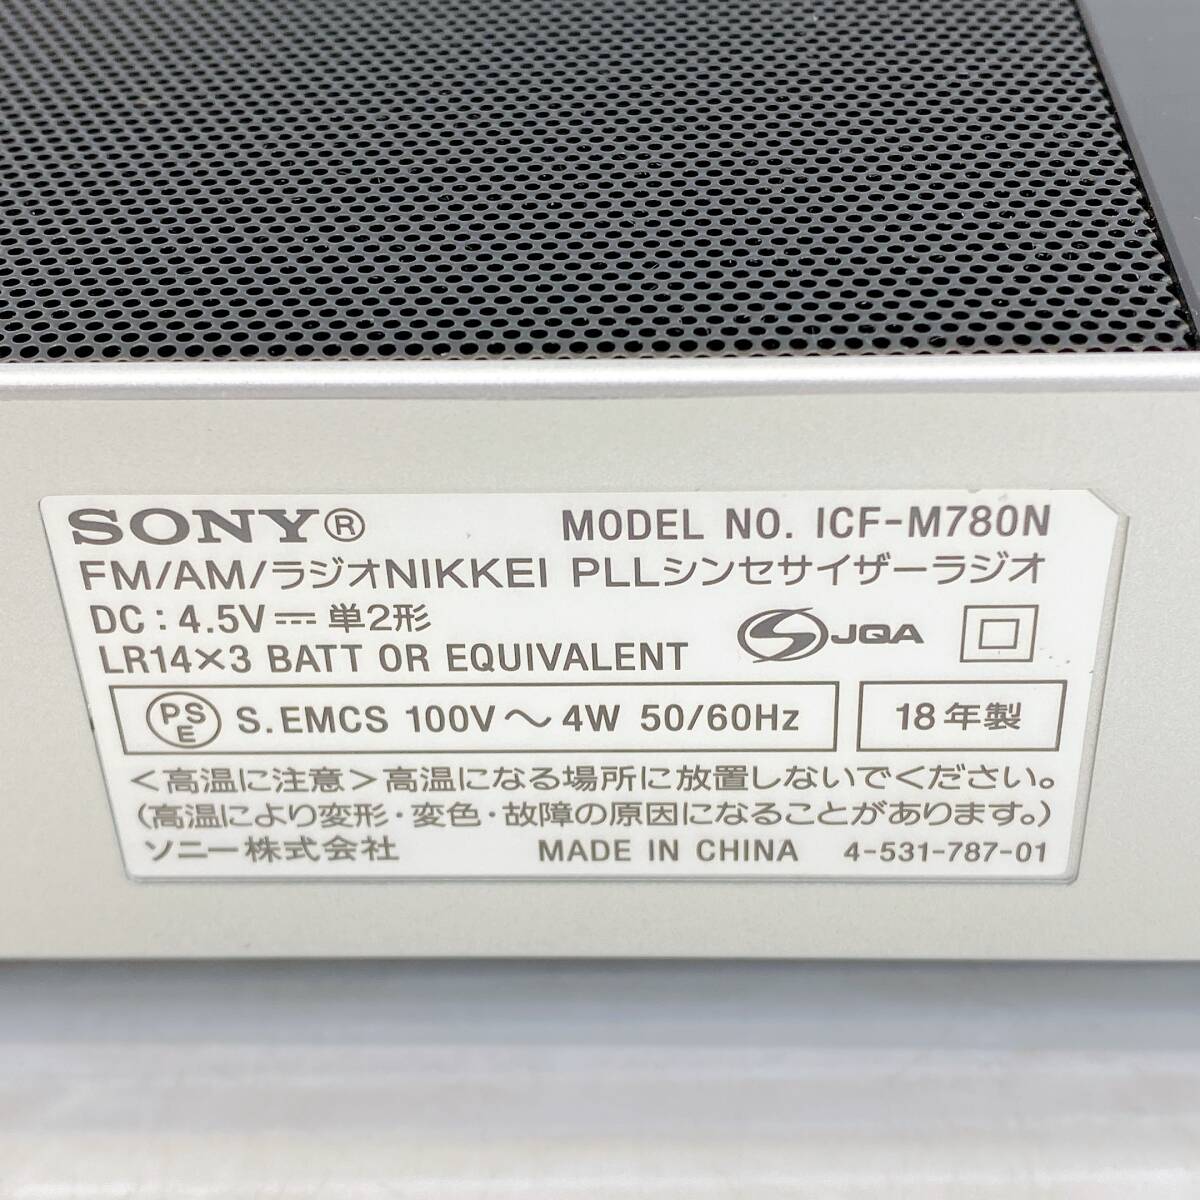 SONY® MODEL NO. ICF-M780N
FM/AM/ラジオNIKKEI PLLシンセサイザーラジオ
DC : 4.5V⎓ 単2形
LR14×3 BATT OR EQUIVALENT
JQA
PSE S.EMCS 100V～4W 50/60Hz
18年製
＜高温に注意＞高温になる場所に放置しないでください。
(高温により変形・変色・故障の原因になることがあります。)
ソニー株式会社 MADE IN CHINA 4-531-787-01